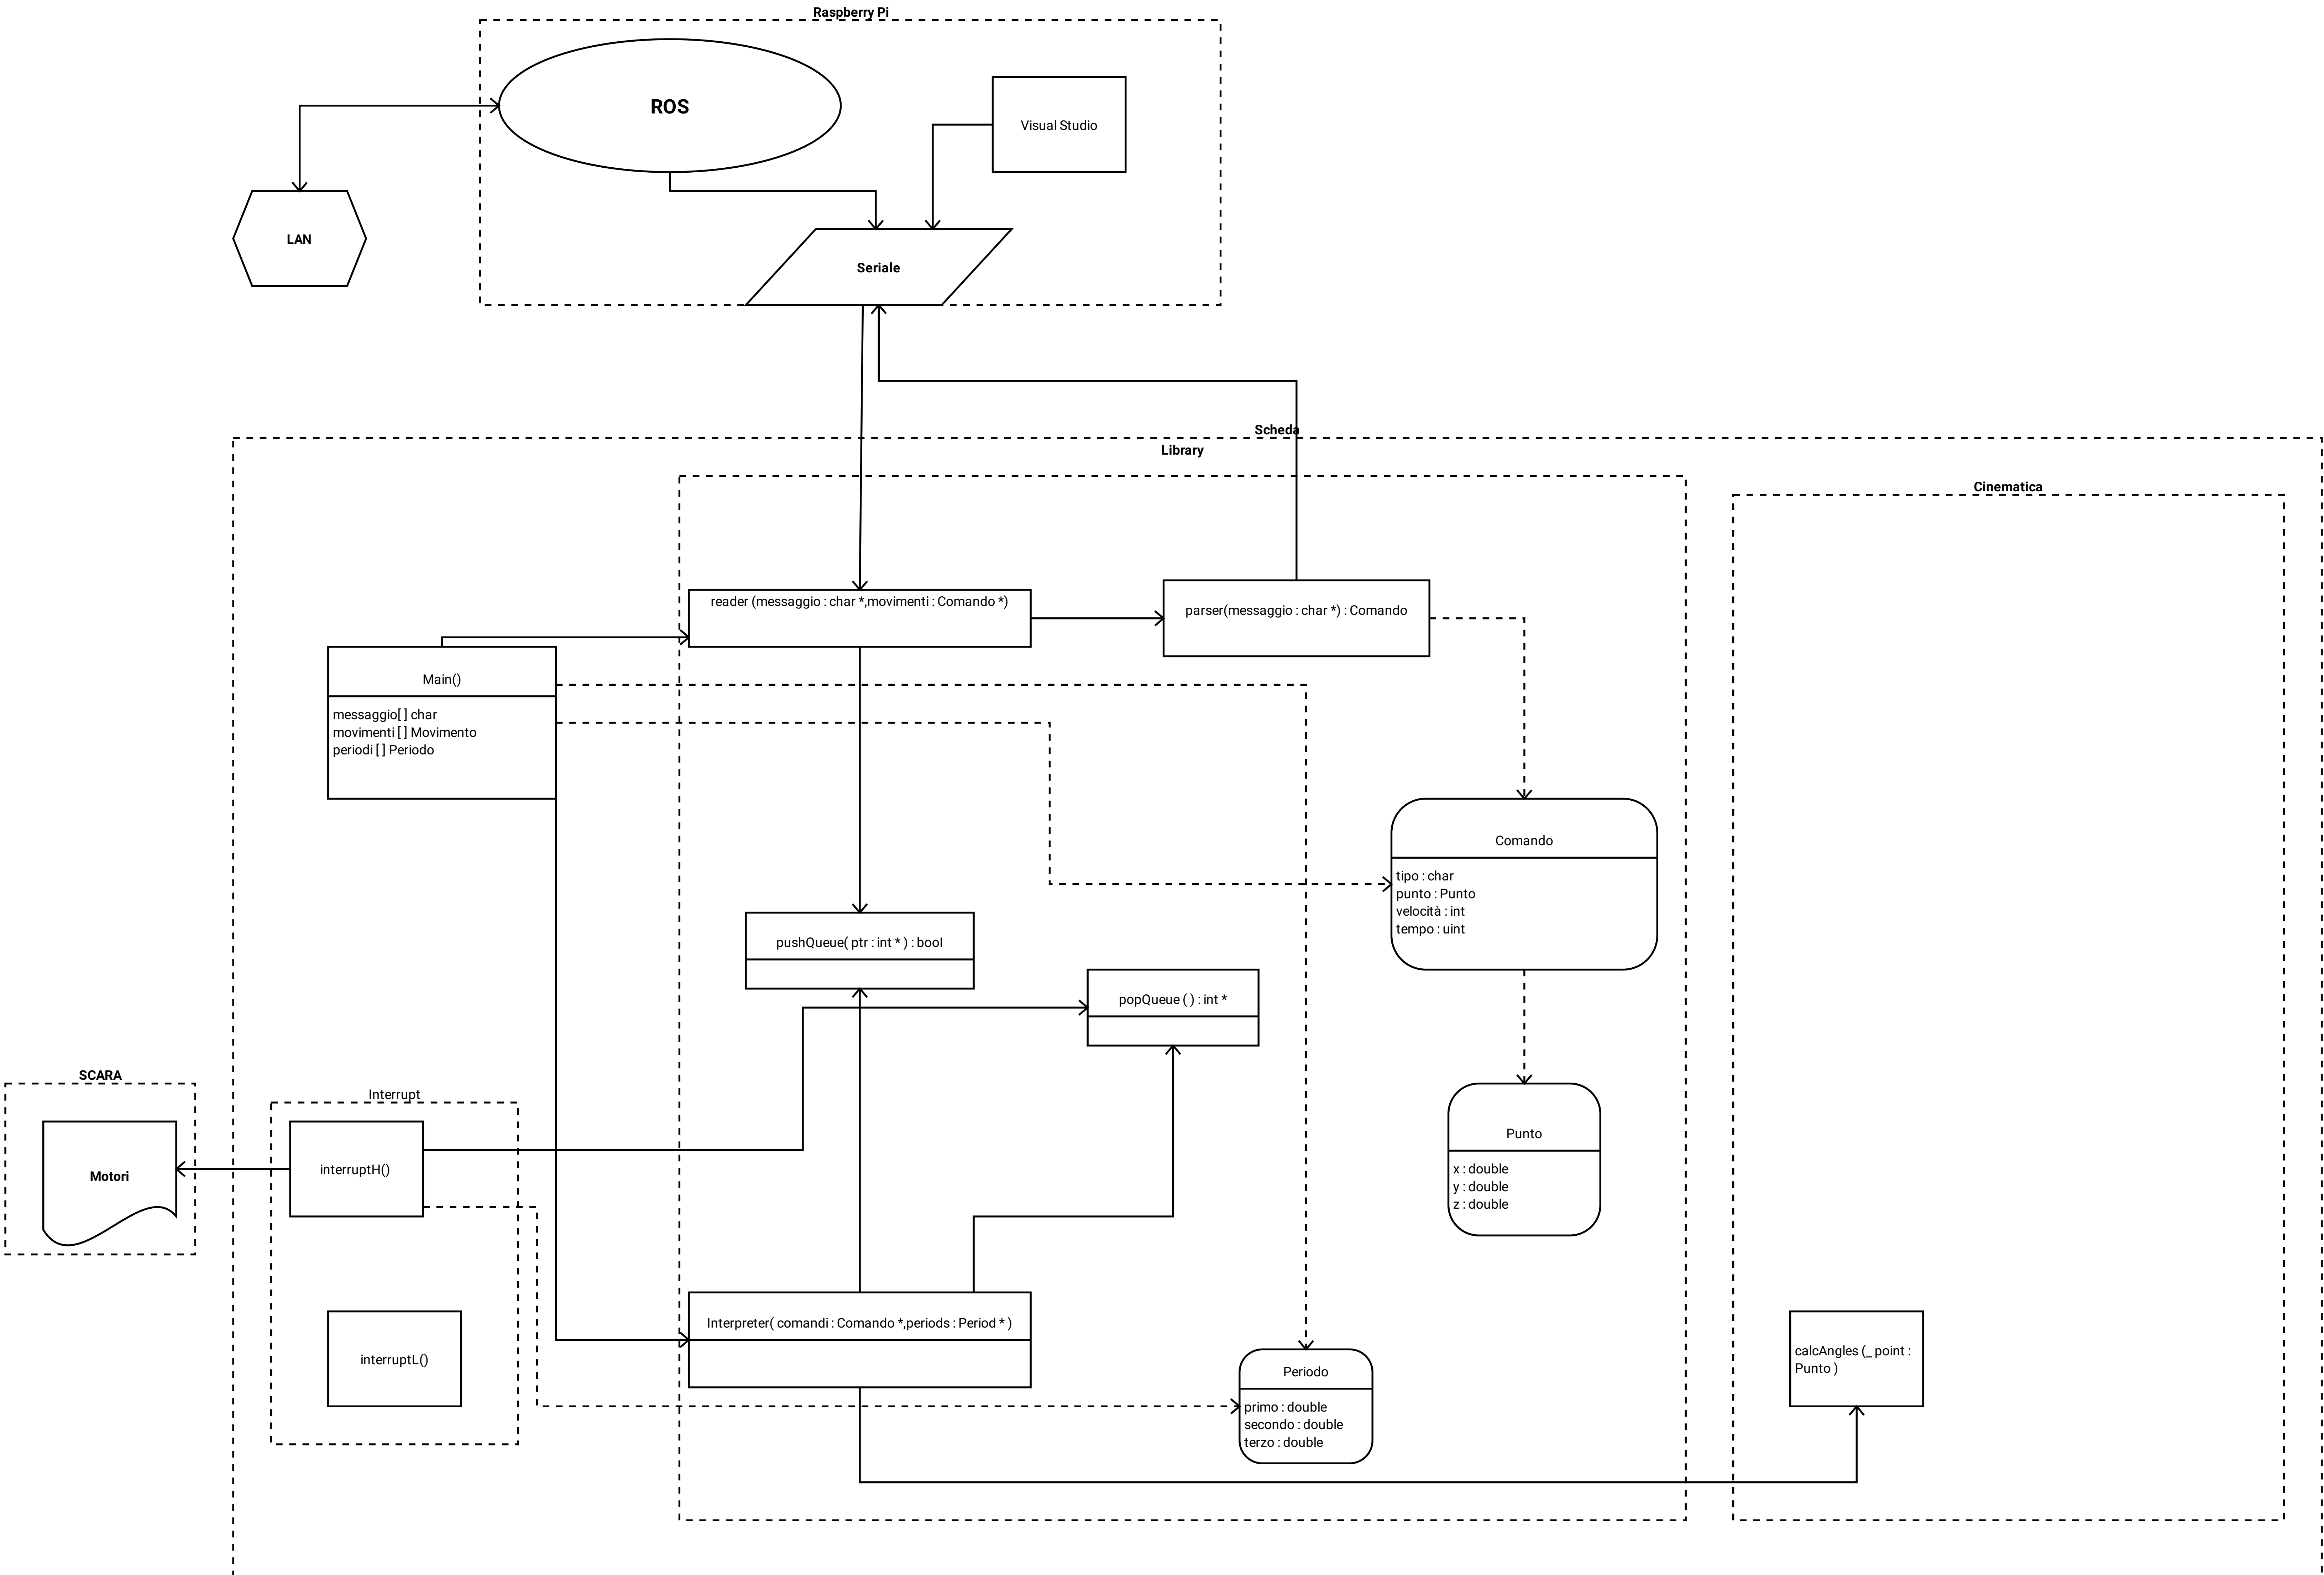 Raspberry Pi
ROS
Visual Studio
LAN
Seriale
Scheda
Library
Cinematica
reader (messaggio : char *,movimenti : Comando *)
parser(messaggio : char *) : Comando
Main()
messaggio[ ] char
movimenti [ ] Movimento
periodi [ ] Periodo
Comando
tipo : char
punto : Punto
velocità : int
tempo : uint
pushQueue( ptr : int * ) : bool
popQueue ( ) : int *
SCARA
Motori
Interrupt
interruptH()
Punto
x : double
y : double
z : double
Interpreter( comandi : Comando *,periods : Period * )
interruptL()
Periodo
primo : double
secondo : double
terzo : double
calcAngles (_ point :
Punto )